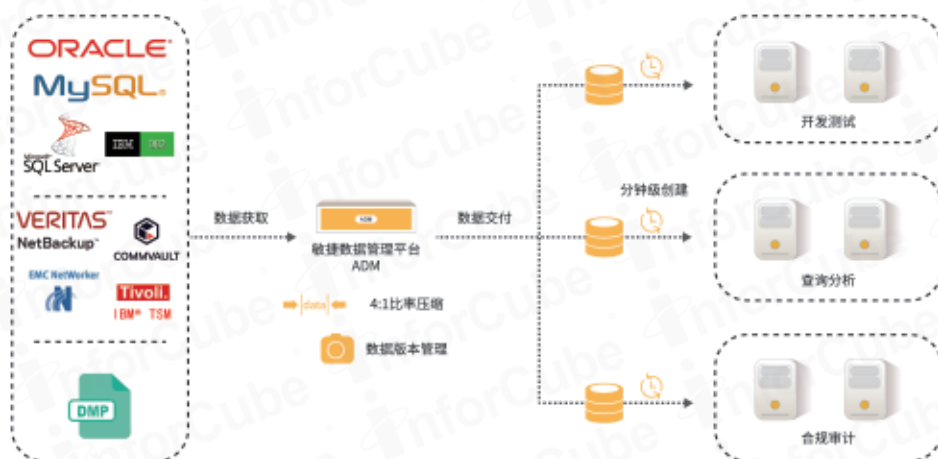 ORACLE
MySQL
Microsoft
SQL Server
IBM DB2
VERITAS
NetBackup
COMMVAULT
EMC NetWorker
Tivoli.
IBM® TSM
DMP
数据获取
ADM
敏捷数据管理平台
ADM
data
4:1比率压缩
数据版本管理
数据交付
分钟级创建
开发测试
查询分析
合规审计
inforCube